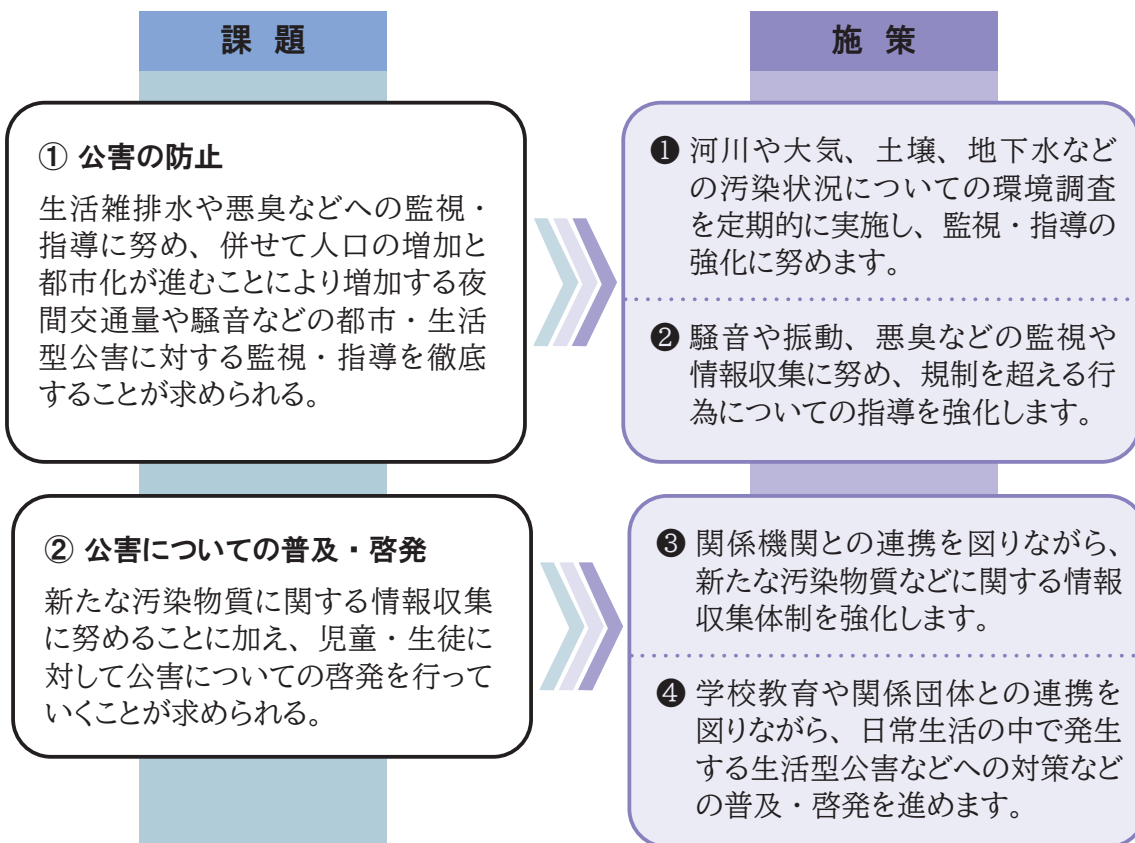 課題
① 公害の防止
生活雑排水や悪臭などへの監視・
指導に努め、併せて人口の増加と
都市化が進むことにより増加する夜
間交通量や騒音などの都市・生活
型公害に対する監視・指導を徹底
することが求められる。
② 公害についての普及・啓発
新たな汚染物質に関する情報収集
に努めることに加え、児童・生徒に
対して公害についての啓発を行って
いくことが求められる。
施策
❶ 河川や大気、土壌、地下水など
の汚染状況についての環境調査
を定期的に実施し、監視・指導の
強化に努めます。
❷ 騒音や振動、悪臭などの監視や
情報収集に努め、規制を超える行
為についての指導を強化します。
❸ 関係機関との連携を図りながら、
新たな汚染物質などに関する情報
収集体制を強化します。
❹ 学校教育や関係団体との連携を
図りながら、日常生活の中で発生
する生活型公害などへの対策など
の普及・啓発を進めます。